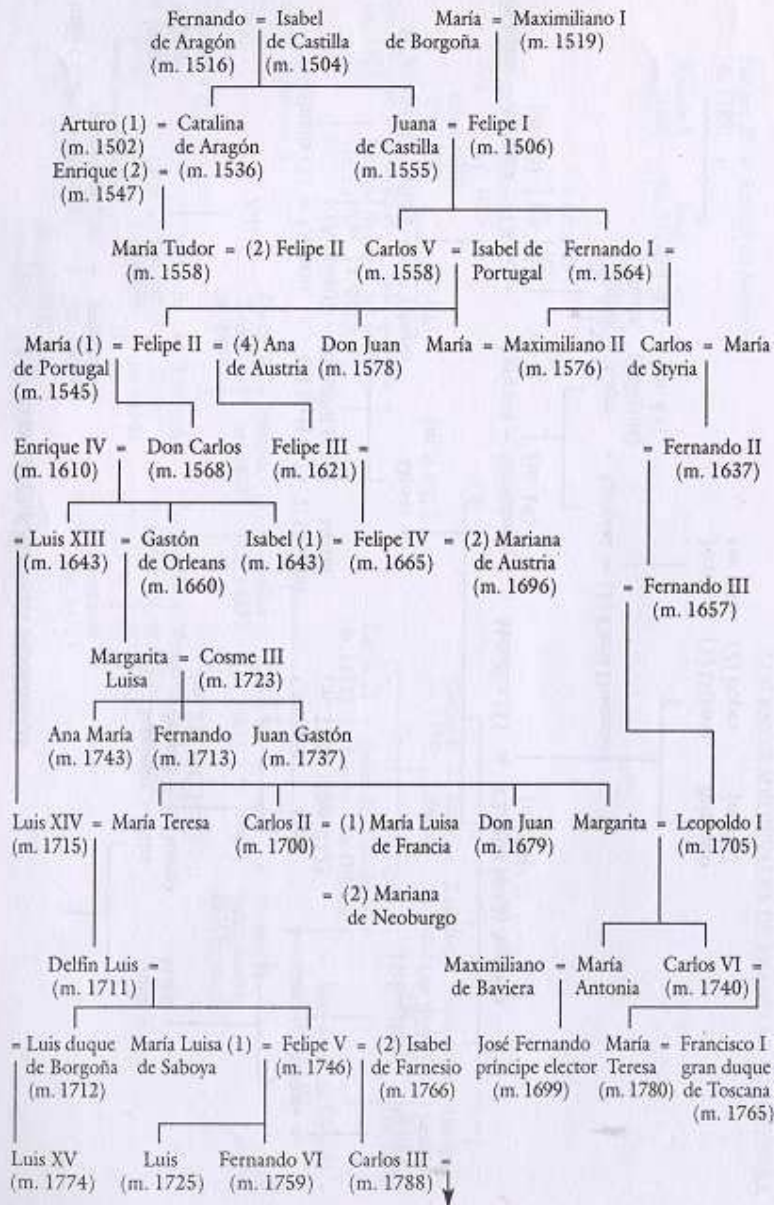 Fernando = Isabel María = Maximiliano I
de Aragón de Castilla de Borgoña (m. 1519)
(m. 1516) (m. 1504)
Arturo (1) = Catalina Juana = Felipe I
(m. 1502) de Aragón de Castilla (m. 1506)
Enrique (2) = (m. 1536) (m. 1555)
(m. 1547)
María Tudor = (2) Felipe II Carlos V = Isabel de Fernando I =
(m. 1558) (m. 1558) Portugal (m. 1564)
María (1) = Felipe II = (4) Ana Don Juan María = Maximiliano II Carlos = María
de Portugal de Austria (m. 1578) (m. 1576) de Styria
(m. 1545)
Enrique IV = Don Carlos Felipe III = = Fernando II
(m. 1610) (m. 1568) (m. 1621) (m. 1637)
= Luis XIII = Gastón Isabel (1) = Felipe IV = (2) Mariana
(m. 1643) de Orleans (m. 1643) (m. 1665) de Austria
(m. 1660) (m. 1696)
= Fernando III
(m. 1657)
Margarita = Cosme III
Luisa (m. 1723)
Ana María Fernando Juan Gastón
(m. 1743) (m. 1713) (m. 1737)
Luis XIV = María Teresa Carlos II = (1) María Luisa Don Juan Margarita = Leopoldo I
(m. 1715) (m. 1700) de Francia (m. 1679) (m. 1705)
= (2) Mariana
de Neoburgo
Delfín Luis = Maximiliano = María Carlos VI =
(m. 1711) de Baviera Antonia (m. 1740)
= Luis duque María Luisa (1) = Felipe V = (2) Isabel José Fernando María = Francisco I
de Borgoña de Saboya (m. 1746) de Farnesio príncipe elector Teresa gran duque
(m. 1712) (m. 1766) (m. 1699) (m. 1780) de Toscana
(m. 1765)
Luis XV Luis Fernando VI Carlos III =
(m. 1774) (m. 1725) (m. 1759) (m. 1788)